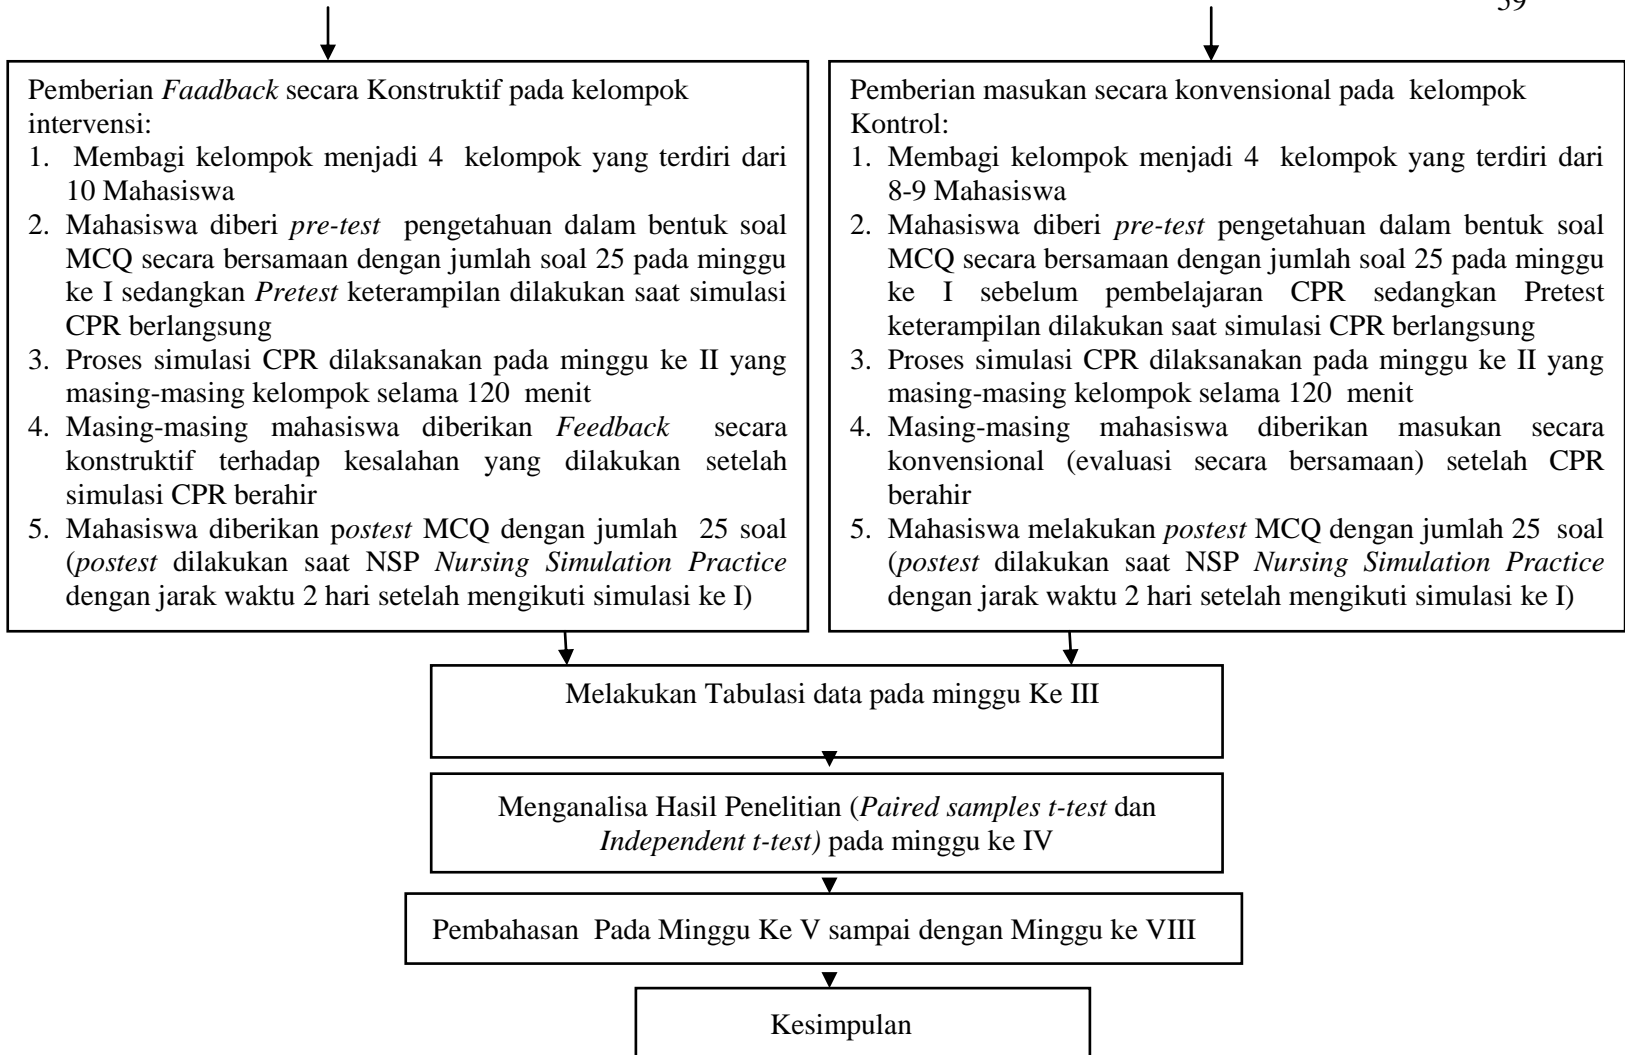 59
Pemberian Faadback secara Konstruktif pada kelompok
intervensi:
1. Membagi kelompok menjadi 4 kelompok yang terdiri dari
10 Mahasiswa
2. Mahasiswa diberi pre-test pengetahuan dalam bentuk soal
MCQ secara bersamaan dengan jumlah soal 25 pada minggu
ke I sedangkan Pretest keterampilan dilakukan saat simulasi
CPR berlangsung
3. Proses simulasi CPR dilaksanakan pada minggu ke II yang
masing-masing kelompok selama 120 menit
4. Masing-masing mahasiswa diberikan Feedback secara
konstruktif terhadap kesalahan yang dilakukan setelah
simulasi CPR berahir
5. Mahasiswa diberikan postest MCQ dengan jumlah 25 soal
(postest dilakukan saat NSP Nursing Simulation Practice
dengan jarak waktu 2 hari setelah mengikuti simulasi ke I)
Pemberian masukan secara konvensional pada kelompok
Kontrol:
1. Membagi kelompok menjadi 4 kelompok yang terdiri dari
8-9 Mahasiswa
2. Mahasiswa diberi pre-test pengetahuan dalam bentuk soal
MCQ secara bersamaan dengan jumlah soal 25 pada minggu
ke I sebelum pembelajaran CPR sedangkan Pretest
keterampilan dilakukan saat simulasi CPR berlangsung
3. Proses simulasi CPR dilaksanakan pada minggu ke II yang
masing-masing kelompok selama 120 menit
4. Masing-masing mahasiswa diberikan masukan secara
konvensional (evaluasi secara bersamaan) setelah CPR
berahir
5. Mahasiswa melakukan postest MCQ dengan jumlah 25 soal
(postest dilakukan saat NSP Nursing Simulation Practice
dengan jarak waktu 2 hari setelah mengikuti simulasi ke I)
Melakukan Tabulasi data pada minggu Ke III
Menganalisa Hasil Penelitian (Paired samples t-test dan
Independent t-test) pada minggu ke IV
Pembahasan Pada Minggu Ke V sampai dengan Minggu ke VIII
Kesimpulan